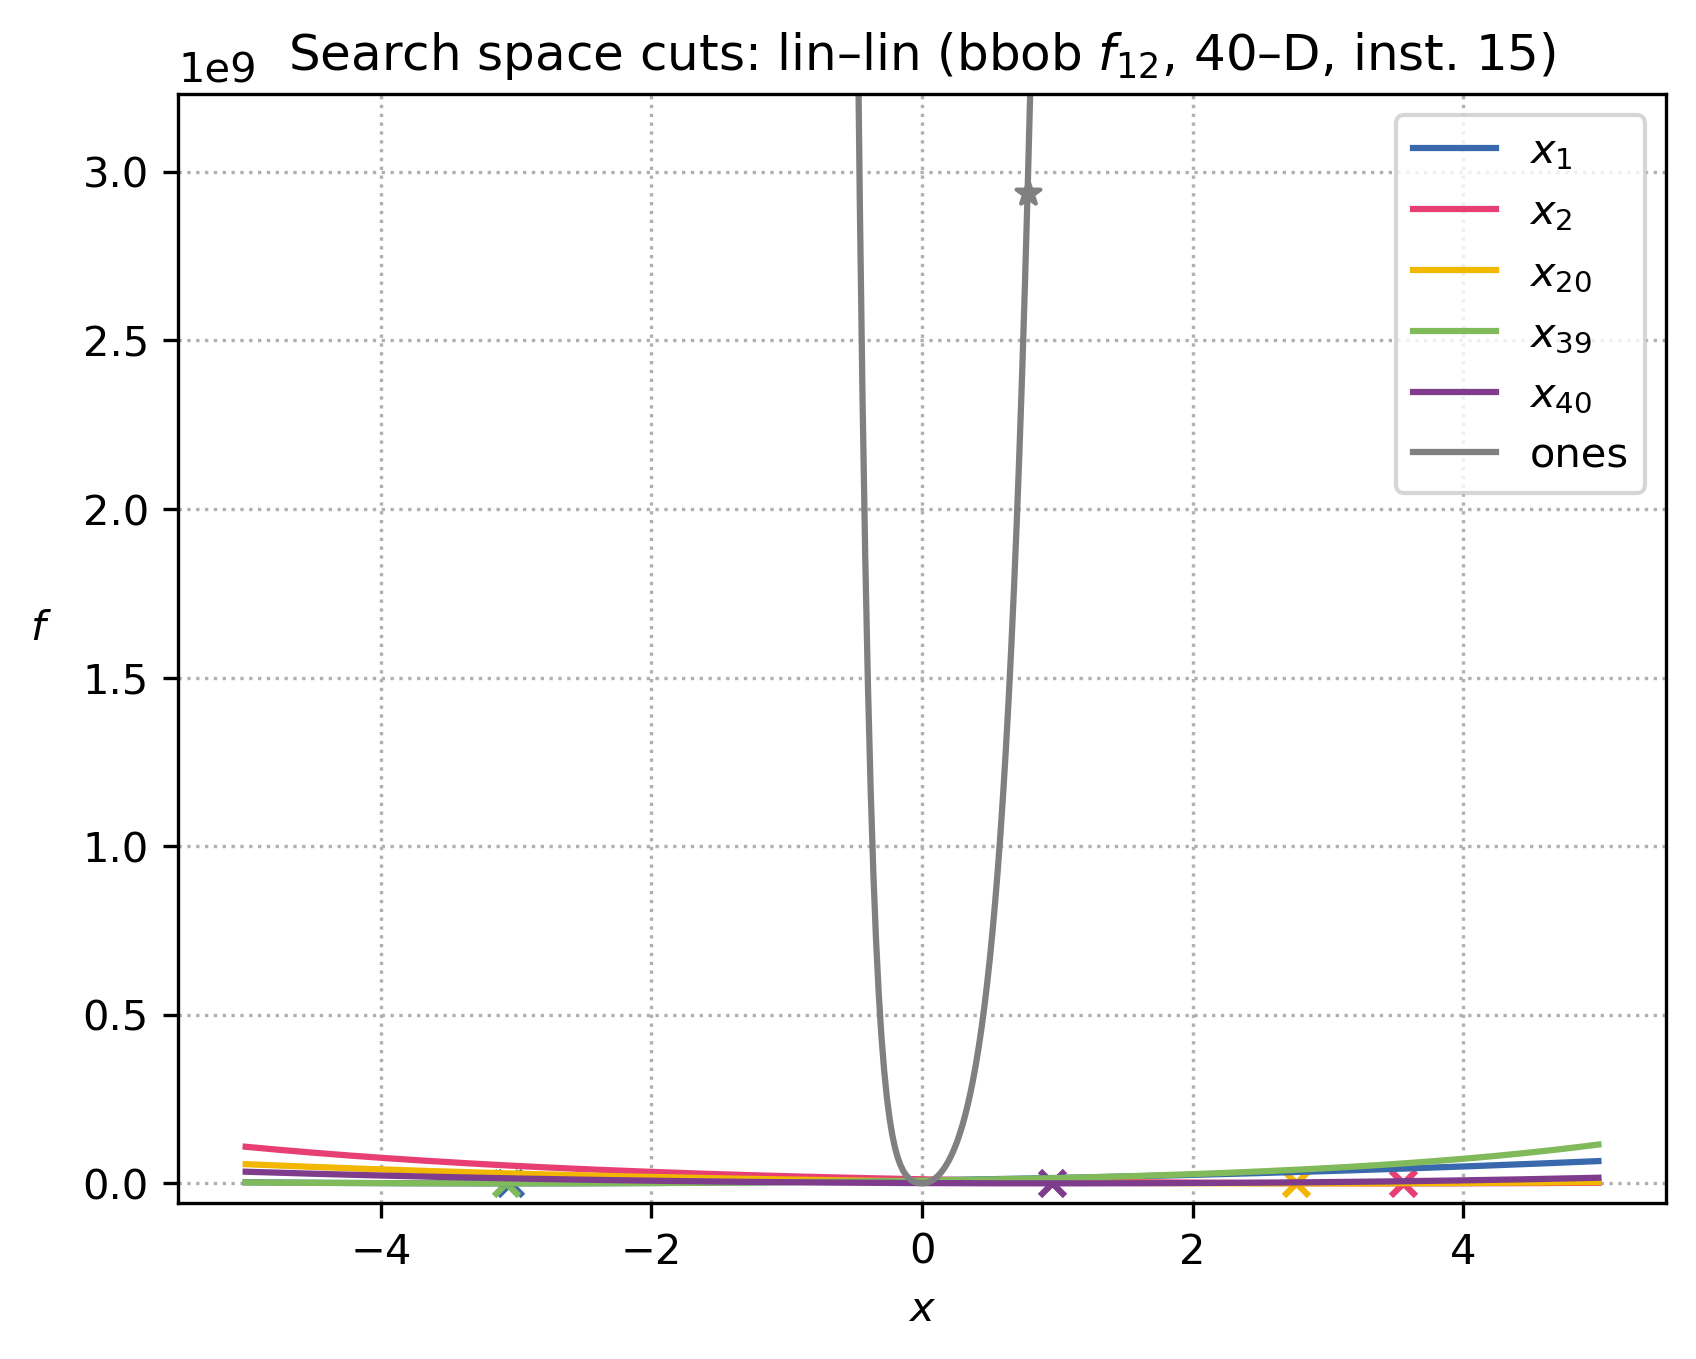 Search space cuts: lin–lin (bbob f12, 40–D, inst. 15)
1e9
3.0
2.5
2.0
1.5
1.0
0.5
0.0
f
−4
−2
0
2
4
x
x1
x2
x20
x39
x40
ones